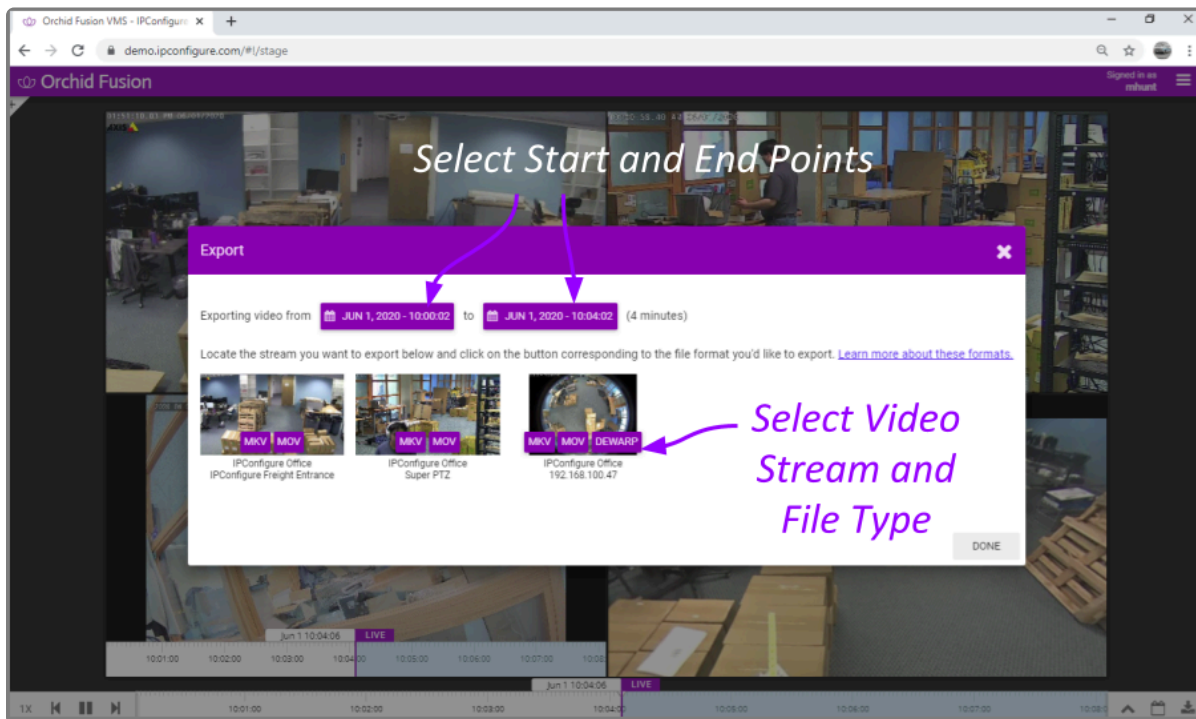 Orchid Fusion VMS - IPConfigure
demo.ipconfigure.com/#!/stage
Orchid Fusion
Signed in as
mhunt
AXIS
Select Start and End Points
Export
Exporting video from JUN 1, 2020 - 10:00:02 to JUN 1, 2020 - 10:04:02 (4 minutes)
Locate the stream you want to export below and click on the button corresponding to the file format you'd like to export. Learn more about these formats.
MKV MOV
MKV MOV
MKV MOV DEWARP
IPConfigure Office
IPConfigure Freight Entrance
IPConfigure Office
Super PTZ
IPConfigure Office
192.168.100.47
Select Video
Stream and
File Type
DONE
Jun 1 10:04:06 LIVE
10:01:00 10:02:00 10:03:00 10:04:00 10:05:00 10:06:00 10:07:00
Jun 1 10:04:06 LIVE
1X 10:01:00 10:02:00 10:03:00 10:04:00 10:05:00 10:06:00 10:07:00